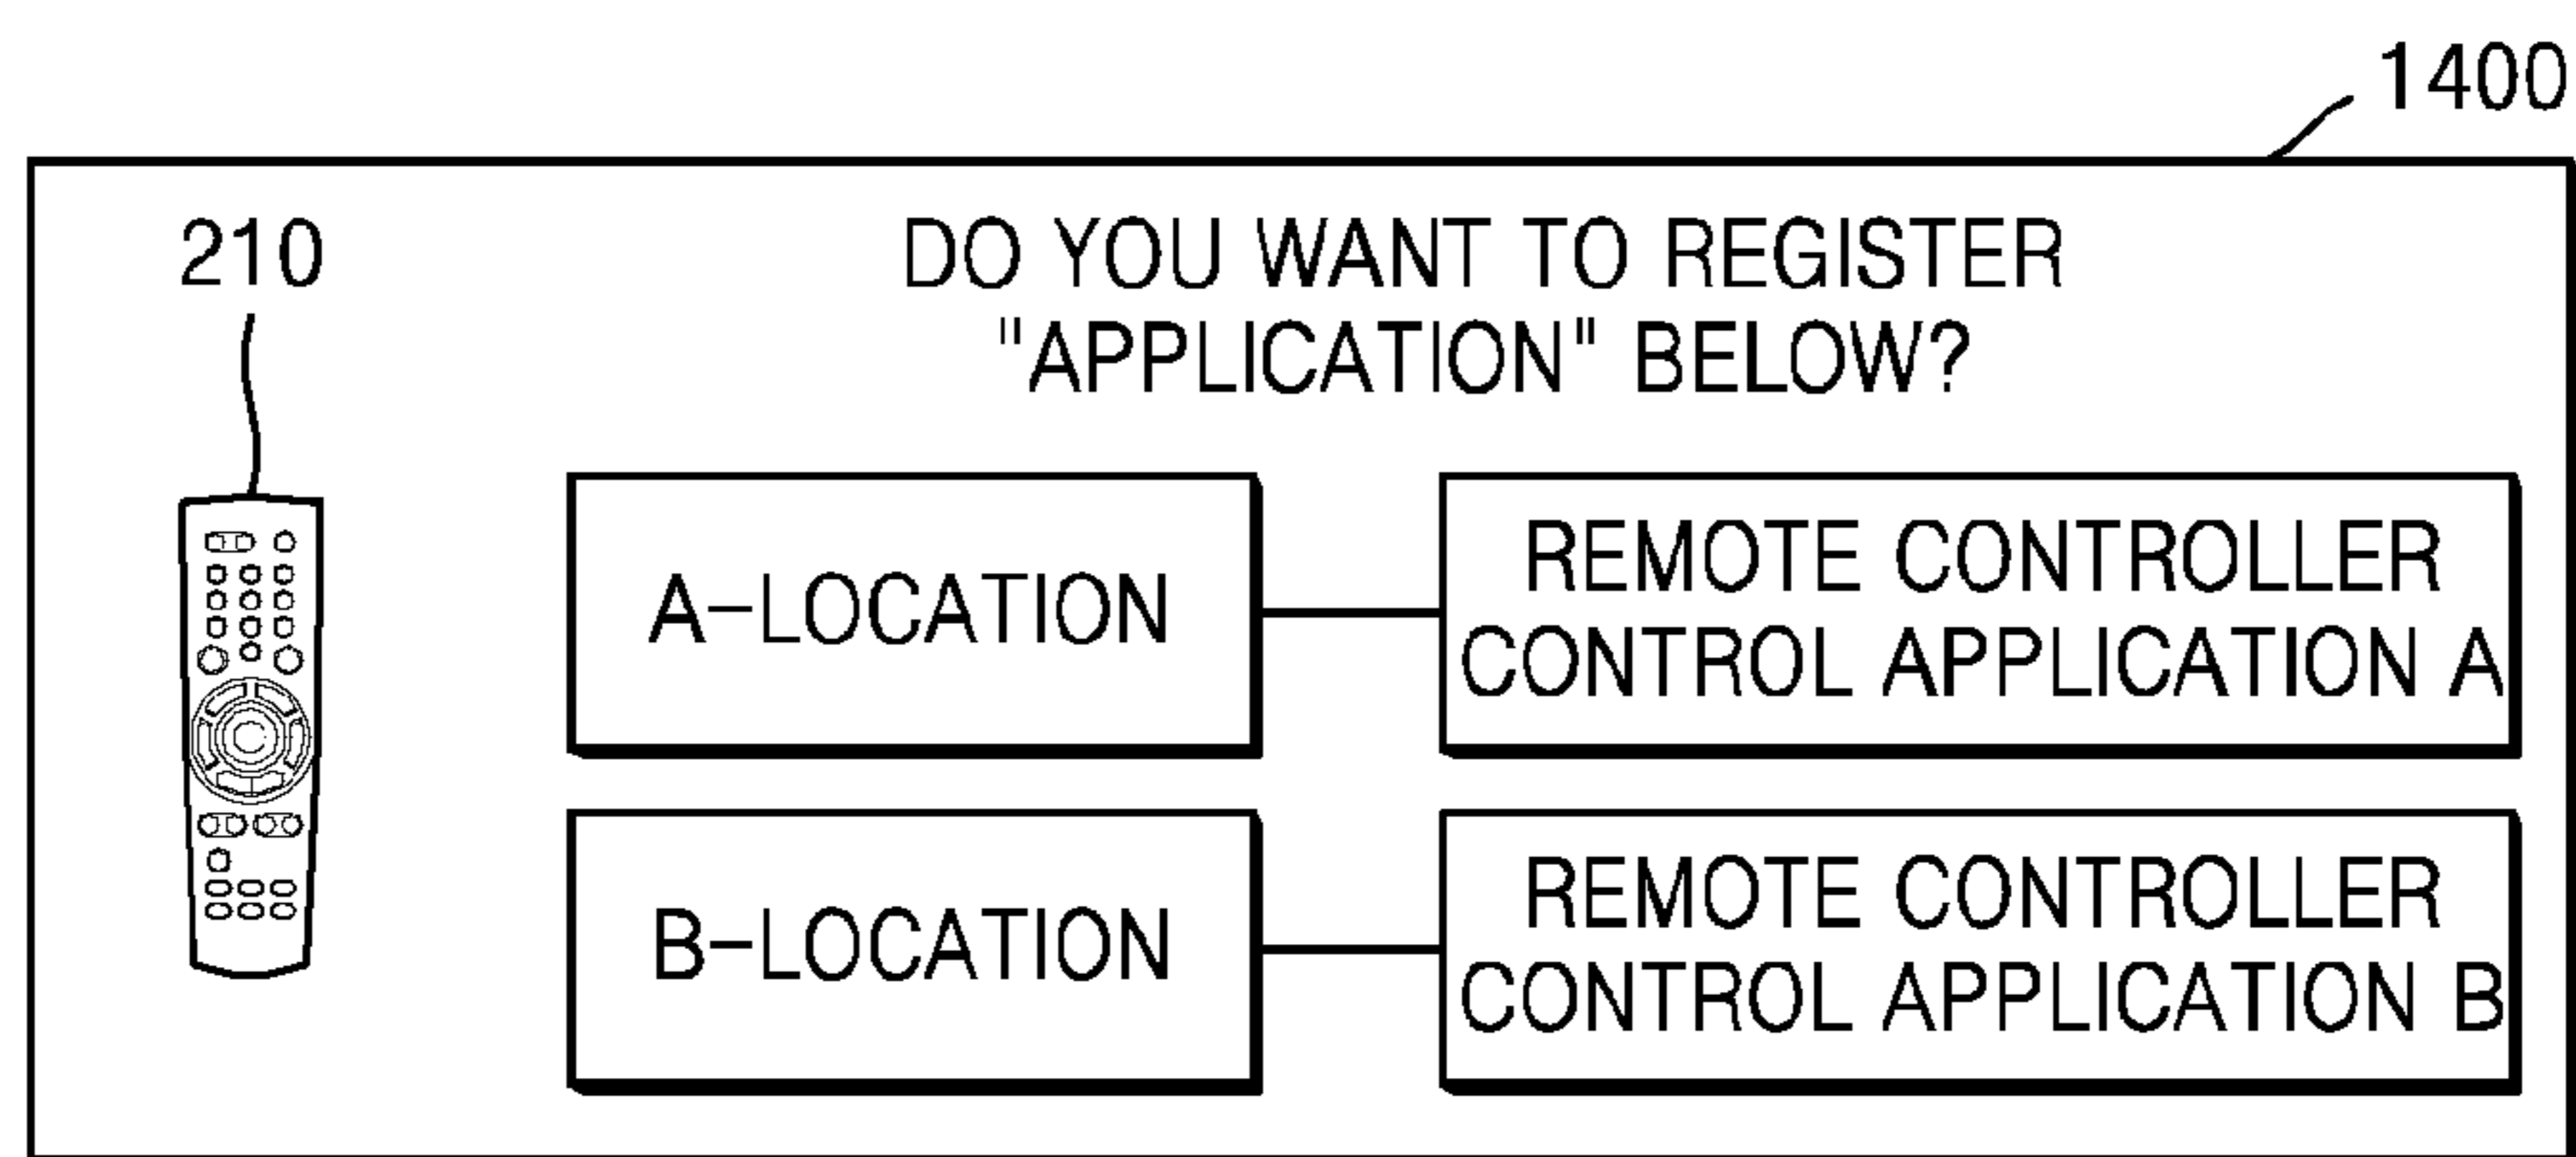 1400
210
DO YOU WANT TO REGISTER
"APPLICATION" BELOW?
A-LOCATION
REMOTE CONTROLLER
CONTROL APPLICATION A
B-LOCATION
REMOTE CONTROLLER
CONTROL APPLICATION B